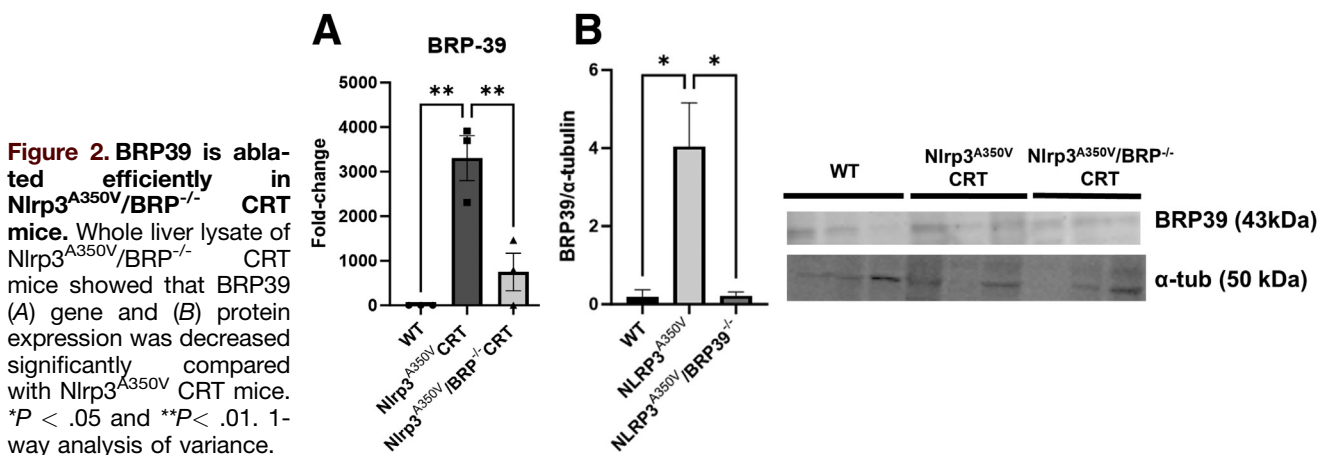 Figure 2. BRP39 is abla-
ted efficiently in
Nlrp3A350V/BRP-/- CRT
mice. Whole liver lysate of
Nlrp3A350V/BRP-/- CRT
mice showed that BRP39
(A) gene and (B) protein
expression was decreased
significantly compared
with Nlrp3A350V CRT mice.
*P < .05 and **P< .01. 1-
way analysis of variance.
A
BRP-39
Fold-change
5000
4000
3000
2000
1000
0
** **
WT
Nlrp3A350V CRT
Nlrp3A350V/BRP-/- CRT
B
BRP39/α-tubulin
6
4
2
0
* *
WT
NLRP3A350V
NLRP3A350V/BRP39-/-
WT
Nlrp3A350V
CRT
Nlrp3A350V/BRP-/-
CRT
BRP39 (43kDa)
α-tub (50 kDa)